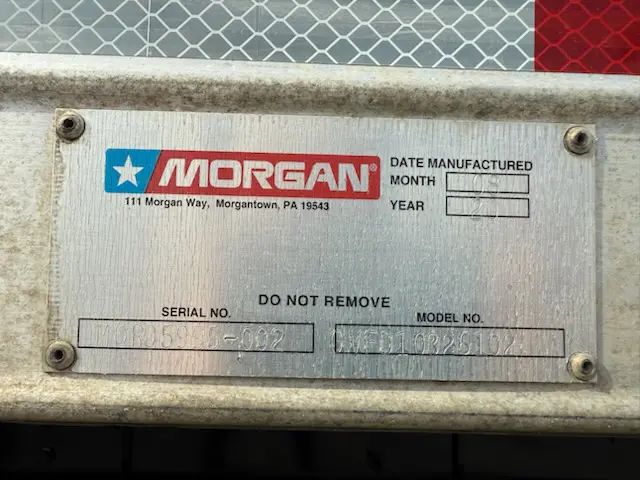 MORGAN®
111 Morgan Way, Morgantown, PA 19543
DATE MANUFACTURED
MONTH
YEAR
DO NOT REMOVE
SERIAL NO.
MODEL NO.